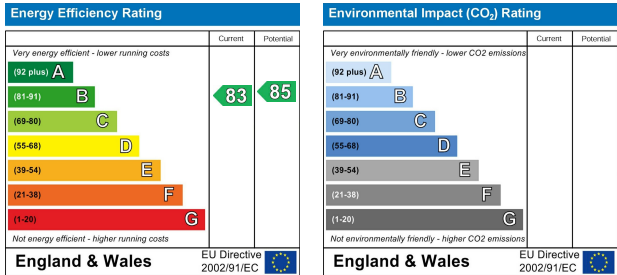 Energy Efficiency Rating
Current Potential
Very energy efficient - lower running costs
(92 plus) A
(81-91) B
83 85
(69-80) C
(55-68) D
(39-54) E
(21-38) F
(1-20) G
Not energy efficient - higher running costs
England & Wales
EU Directive
2002/91/EC
Environmental Impact (CO₂) Rating
Current Potential
Very environmentally friendly - lower CO2 emissions
(92 plus) A
(81-91) B
(69-80) C
(55-68) D
(39-54) E
(21-38) F
(1-20) G
Not environmentally friendly - higher CO2 emissions
England & Wales
EU Directive
2002/91/EC